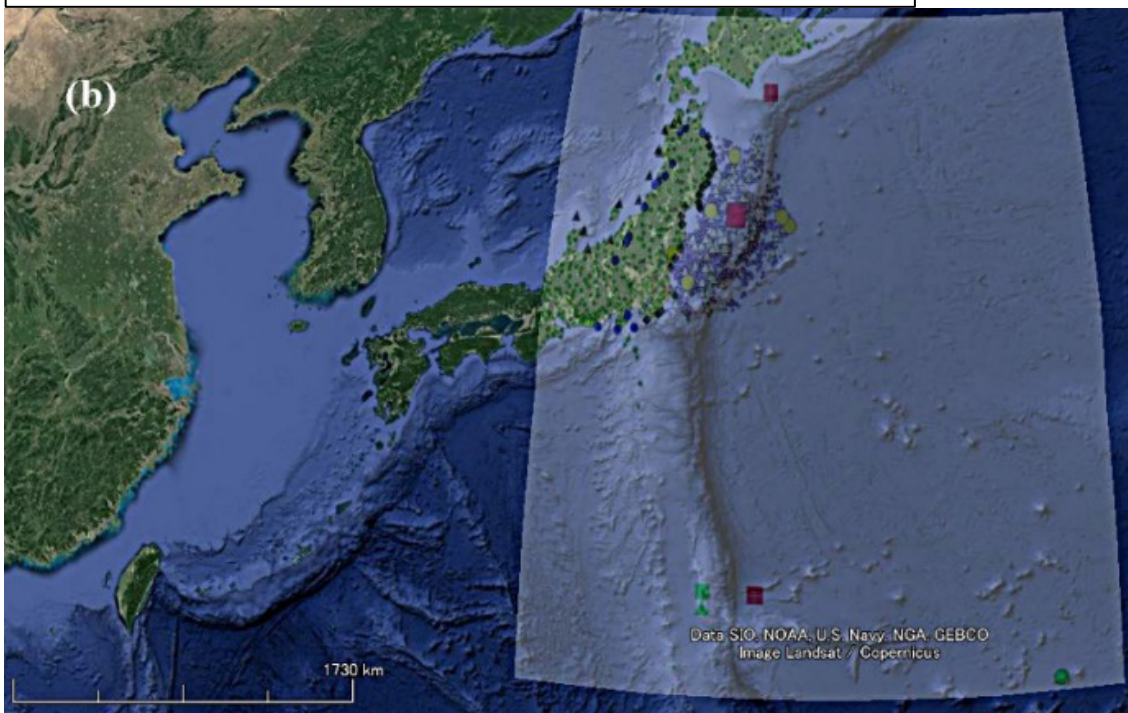 (b)
1730 km
Data SIO, NOAA, U.S. Navy, NGA, GEBCO
Image Landsat / Copernicus